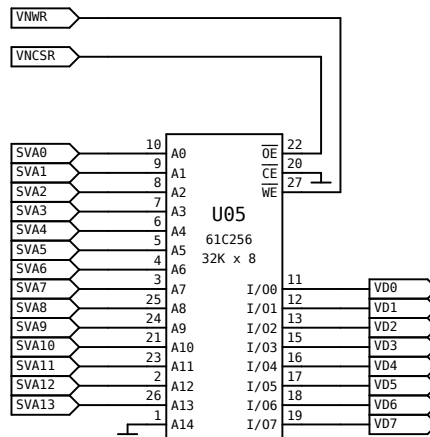 VNWR
VNCSR
SVA0 10 A0 OE 22
SVA1 9 A1 CE 20
SVA2 8 A2 WE 27
SVA3 7 A3 U05
SVA4 6 A4
SVA5 5 A5 61C256
SVA6 4 A6 32K x 8
SVA7 3 A7 I/O0 11 VD0
SVA8 25 A8 I/O1 12 VD1
SVA9 24 A9 I/O2 13 VD2
SVA10 21 A10 I/O3 15 VD3
SVA11 23 A11 I/O4 16 VD4
SVA12 2 A12 I/O5 17 VD5
SVA13 26 A13 I/O6 18 VD6
1 A14 I/O7 19 VD7